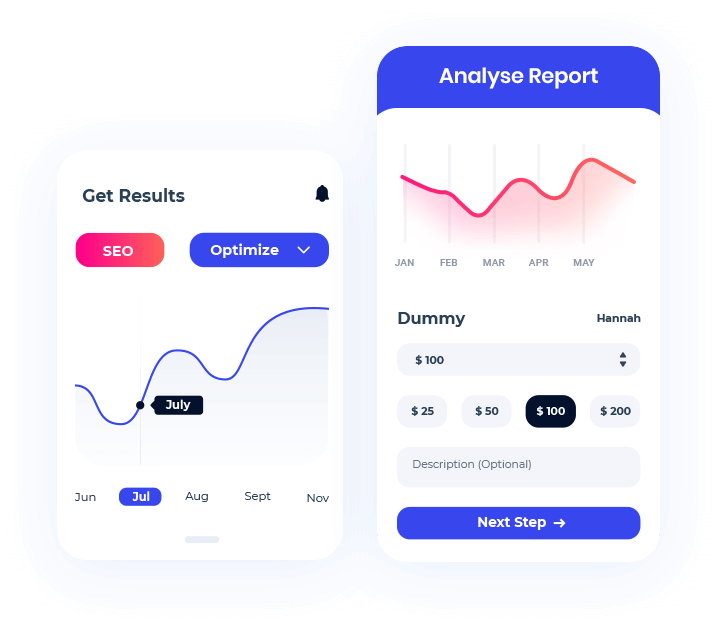 Get Results
SEO
Optimize
July
Jun Jul Aug Sept Nov
Analyse Report
JAN FEB MAR APR MAY
Dummy Hannah
$ 100
$ 25 $ 50 $ 100 $ 200
Description (Optional)
Next Step →